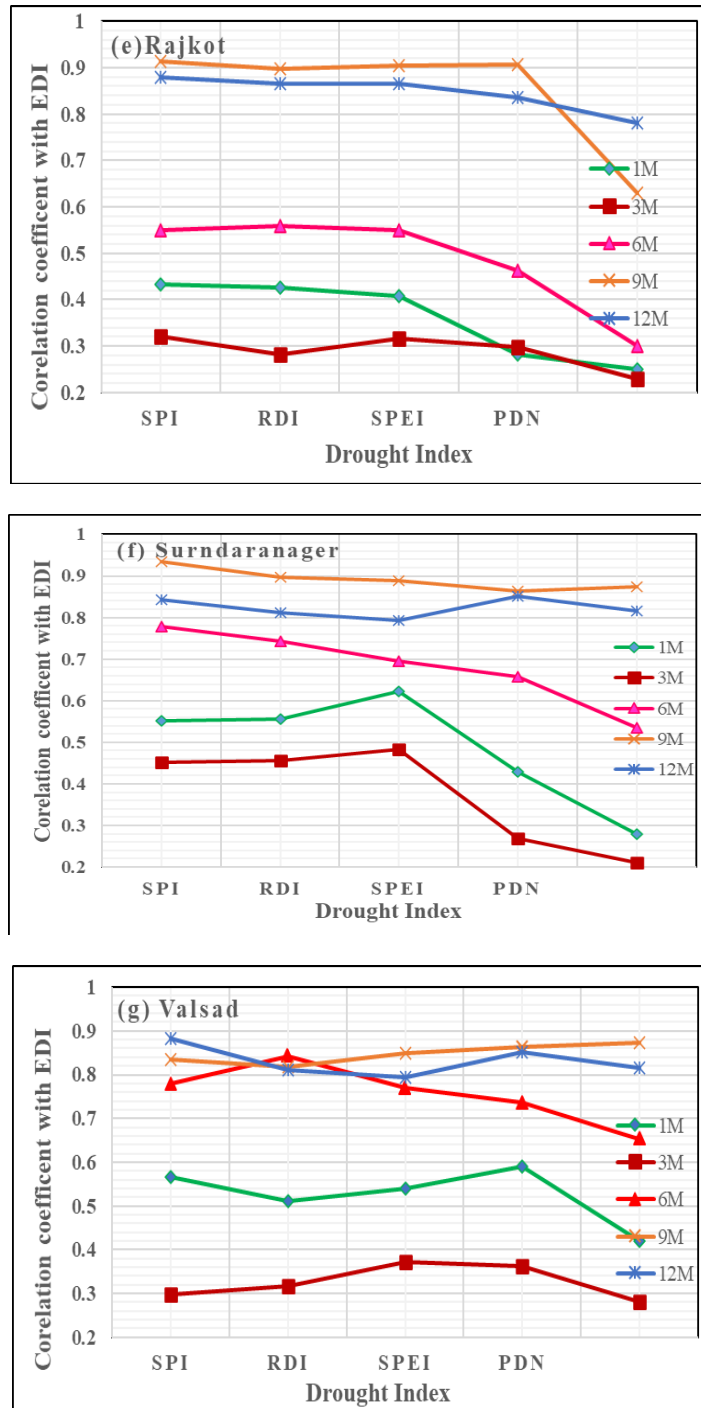 (e)Rajkot
Corelation coefficent with EDI
1
0.9
0.8
0.7
0.6
0.5
0.4
0.3
0.2
SPI RDI SPEI PDN
Drought Index
1M
3M
6M
9M
12M
(f) Surndaranager
Corelation coefficent with EDI
1
0.9
0.8
0.7
0.6
0.5
0.4
0.3
0.2
SPI RDI SPEI PDN
Drought Index
1M
3M
6M
9M
12M
(g) Valsad
Corelation coefficent with EDI
1
0.9
0.8
0.7
0.6
0.5
0.4
0.3
0.2
SPI RDI SPEI PDN
Drought Index
1M
3M
6M
9M
12M